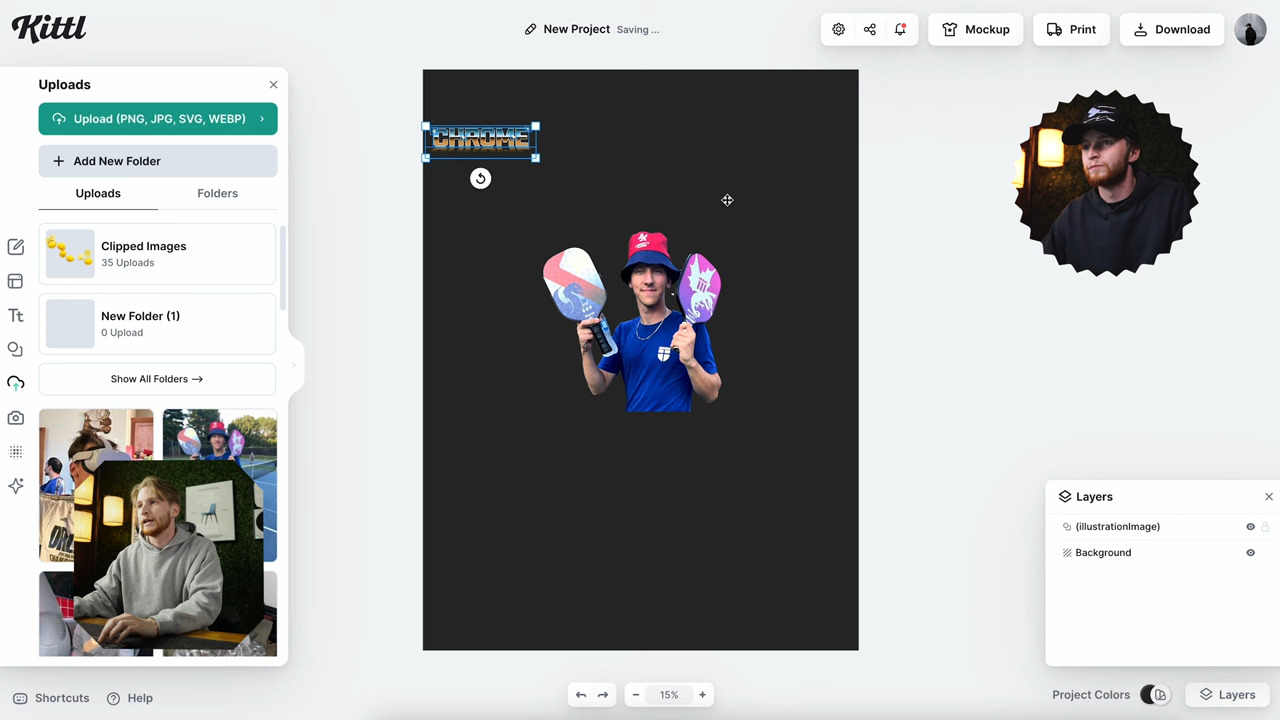 Kittl
New Project Saving ...
Mockup
Print
Download
Uploads
Upload (PNG, JPG, SVG, WEBP)
Add New Folder
Uploads Folders
Clipped Images
35 Uploads
New Folder (1)
0 Upload
Show All Folders
CHROME
Tt
Layers
(illustrationImage)
Background
Shortcuts
Help
15%
Project Colors
Layers